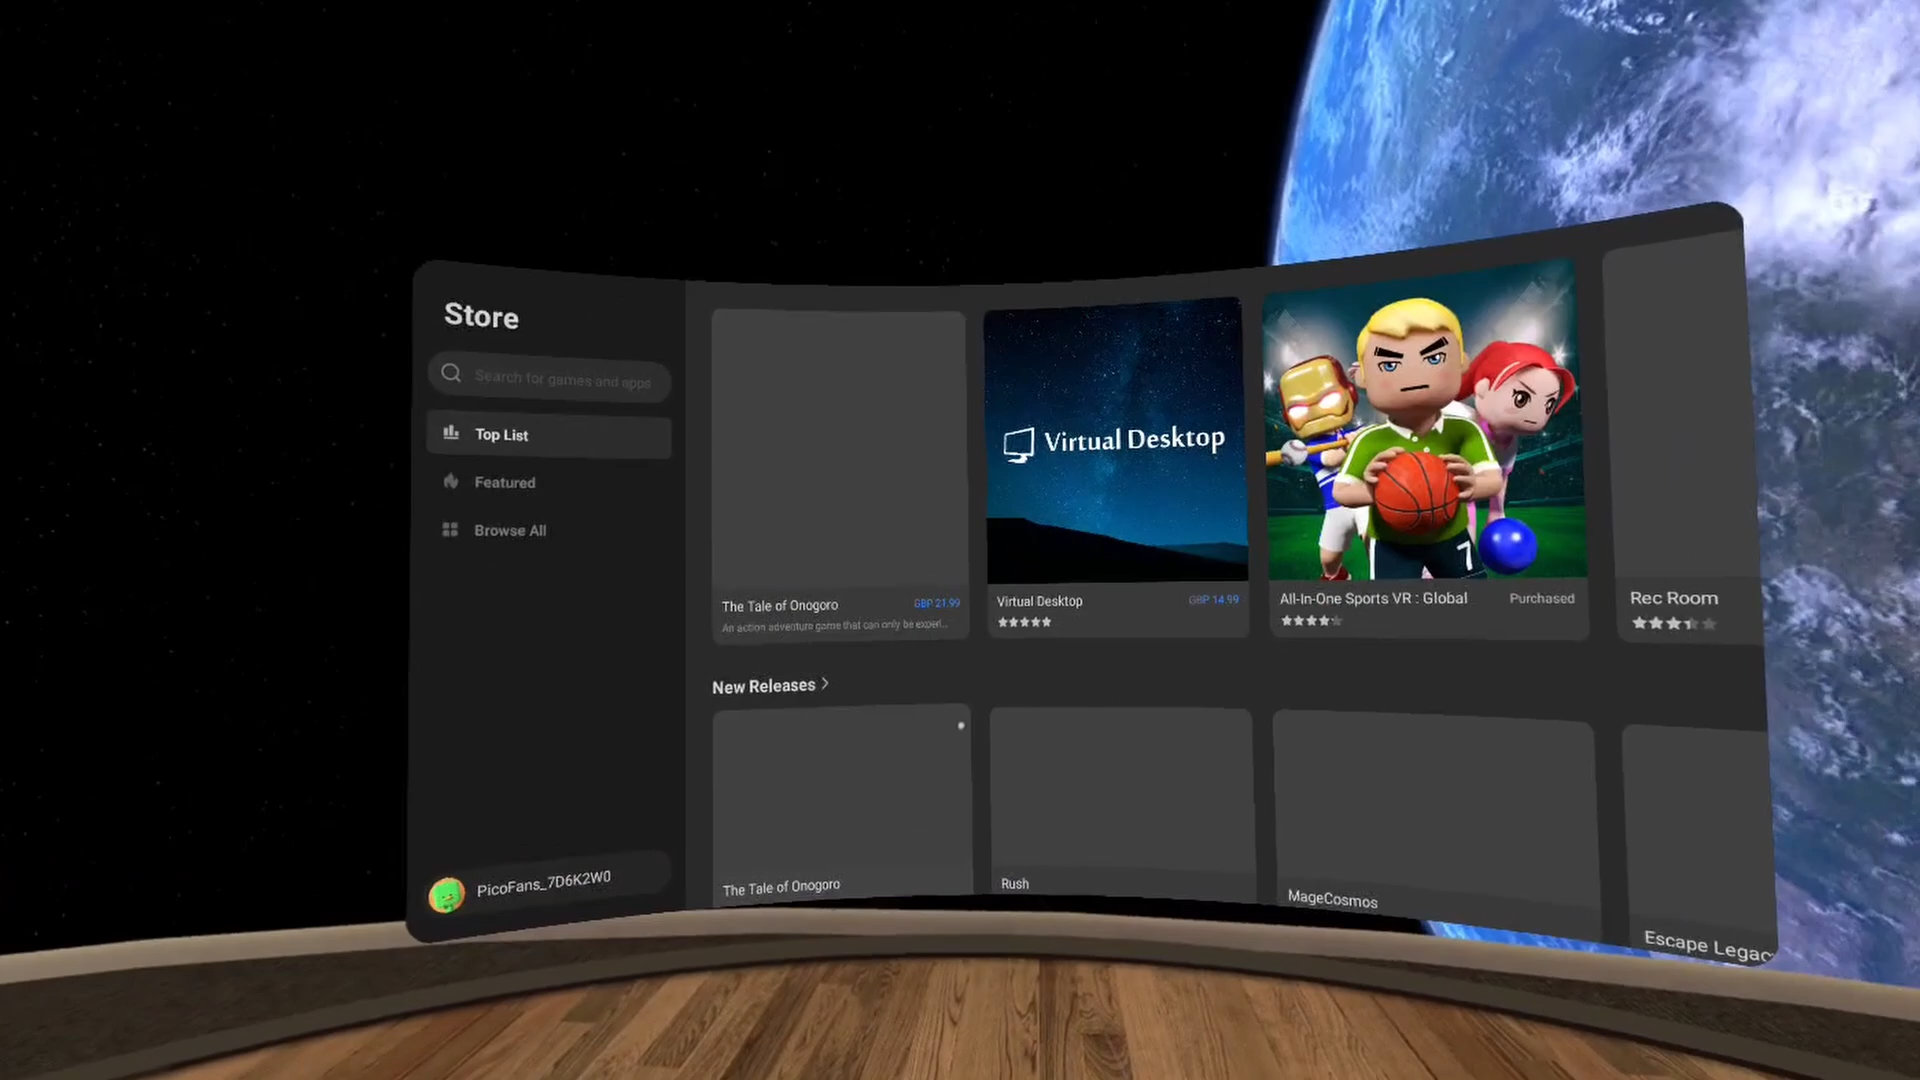 Store
Search for games and apps
Top List
Featured
Browse All
PicoFans_7D6K2W0
The Tale of Onogoro GBP 21.99
An action adventure game that can only be experi...
Virtual Desktop
Virtual Desktop GBP 14.99
7
All-In-One Sports VR : Global Purchased
Rec Room
New Releases >
The Tale of Onogoro
Rush
MageCosmos
Escape Legac